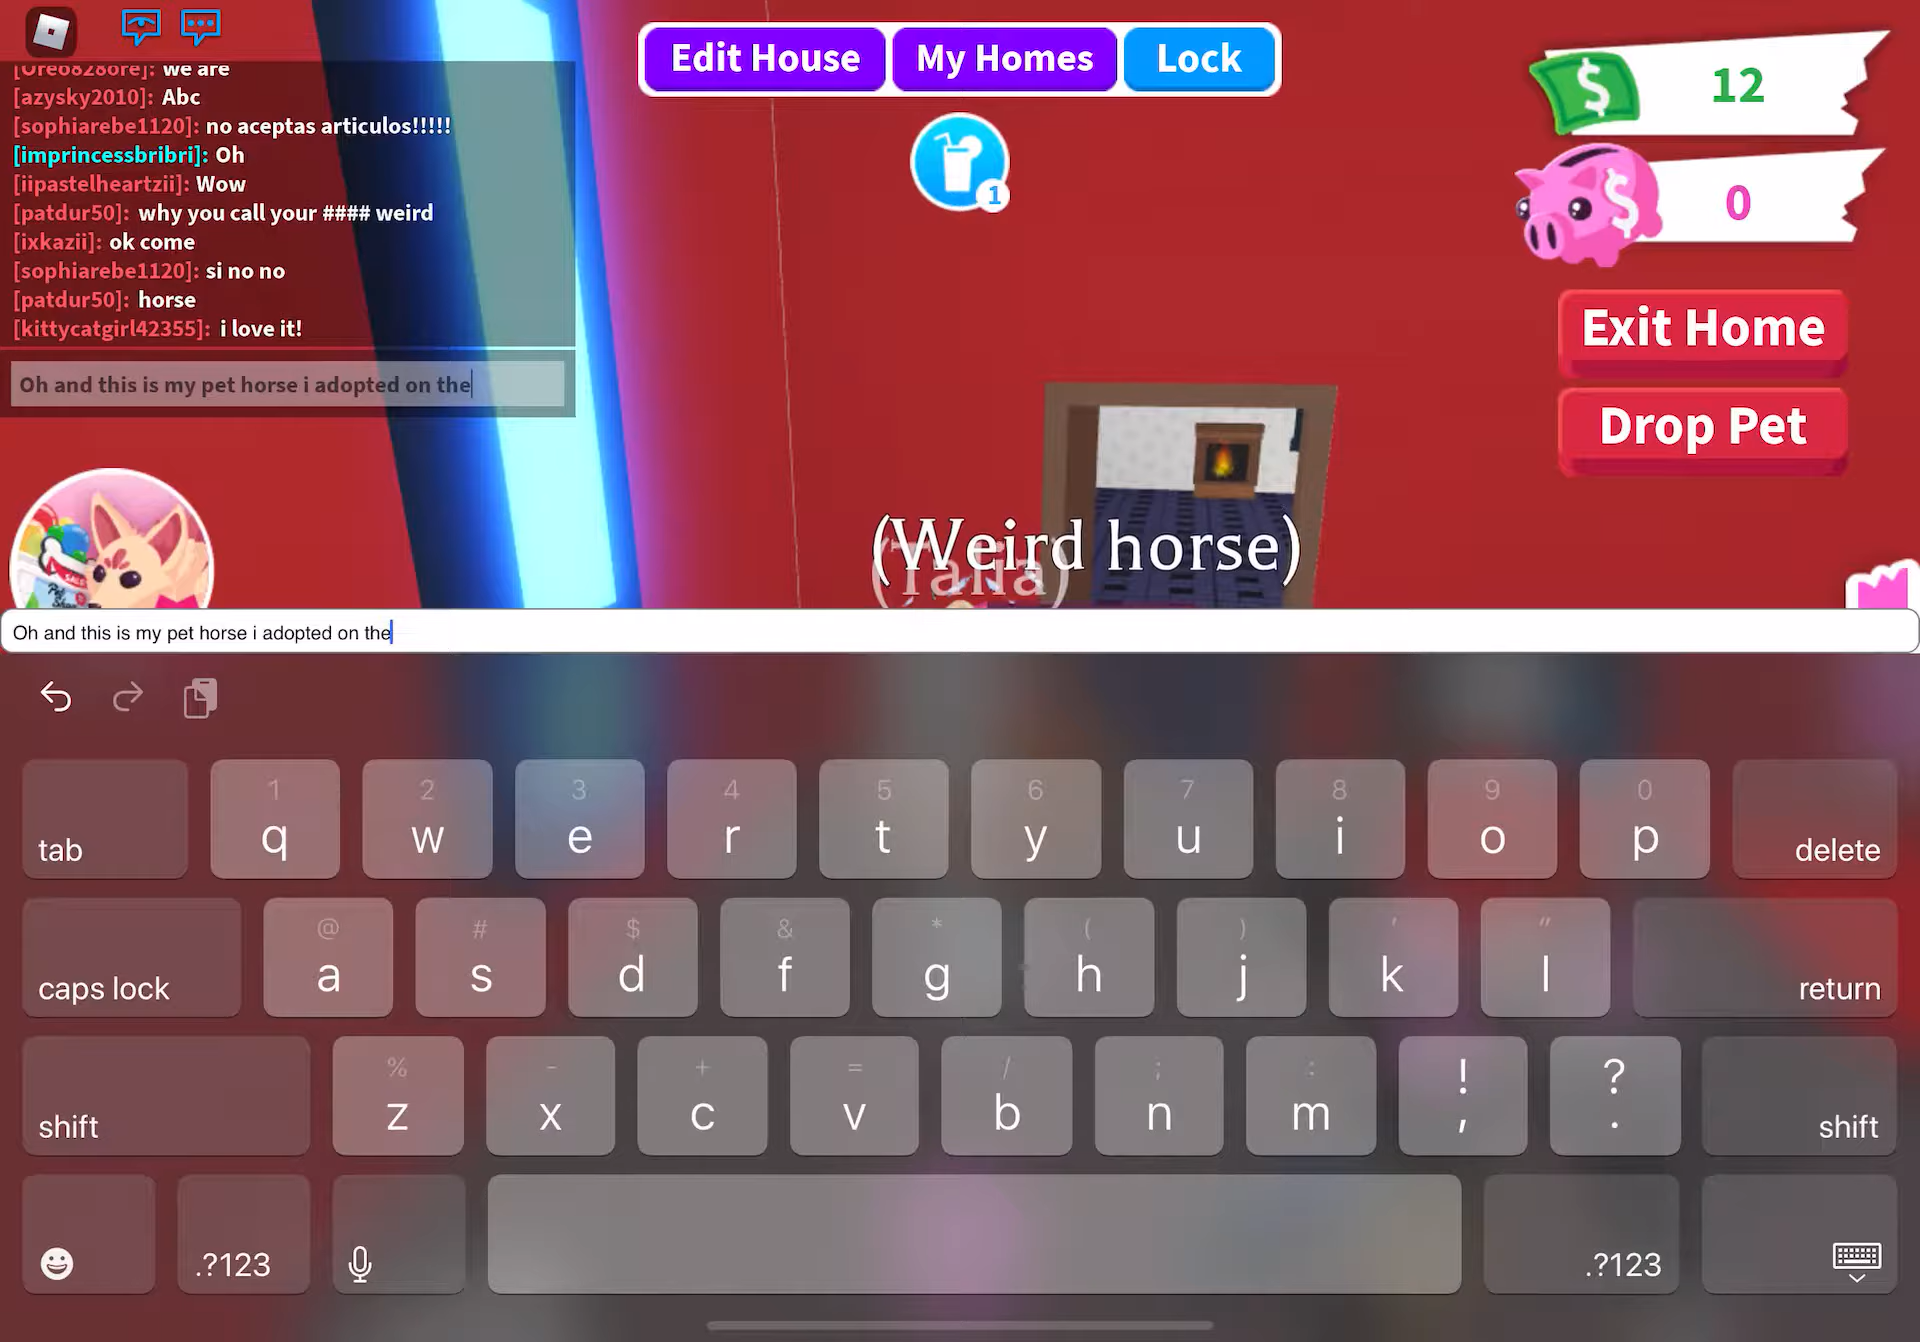 Edit House My Homes Lock
[Oreo828ore]: we are
[azysky2010]: Abc
[sophiarebe1120]: no aceptas articulos!!!!!
[imprincessbribri]: Oh
[iipastelheartzii]: Wow
[patdur50]: why you call your #### weird
[ixkazii]: ok come
[sophiarebe1120]: si no no
[patdur50]: horse
[kittycatgirl42355]: i love it!
Oh and this is my pet horse i adopted on the
12
1
0
Exit Home
Drop Pet
(Weird horse)
(Talia)
SALE
Oh and this is my pet horse i adopted on the
1 2 3 4 5 6 7 8 9 0
tab q w e r t y u i o p delete
@ # $ & * ( ) ' "
caps lock a s d f g h j k l return
% - + = / ; : ! ?
shift z x c v b n m , . shift
.?123 .?123